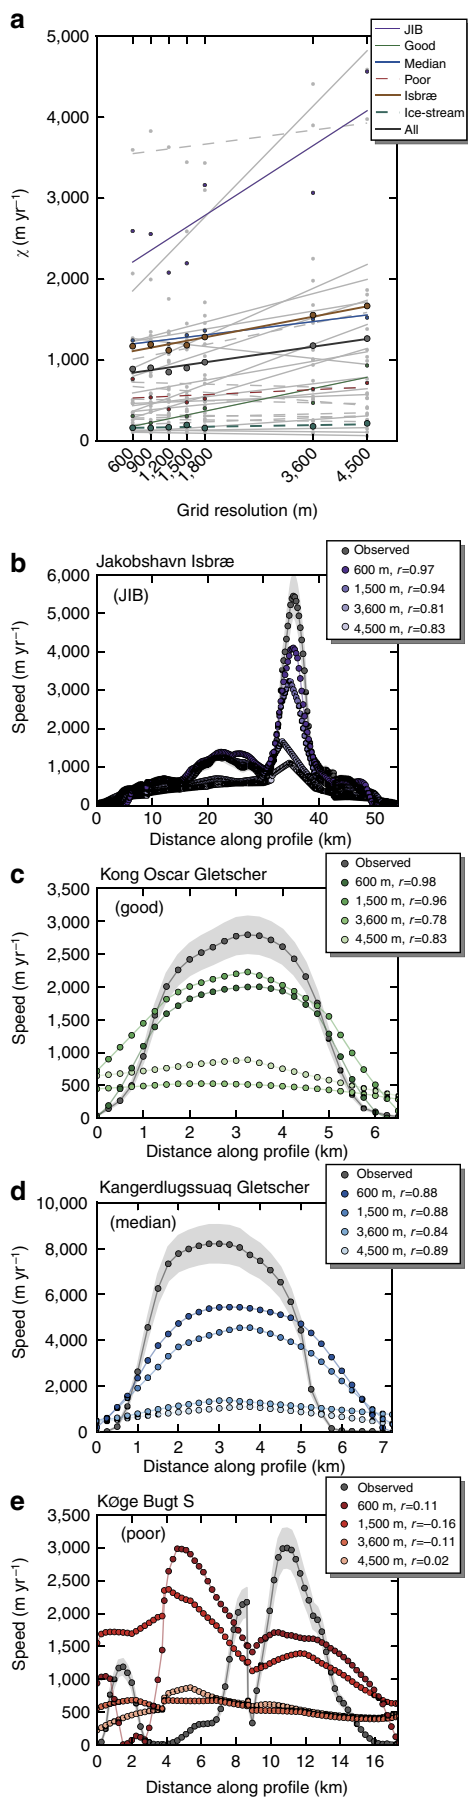 a
5,000
4,000
3,000
2,000
1,000
0
χ (m yr⁻¹)
JIB
Good
Median
Poor
Isbræ
Ice-stream
All
600
900
1,200
1,500
1,800
3,600
4,500
Grid resolution (m)
b
Jakobshavn Isbræ
(JIB)
Observed
600 m, r=0.97
1,500 m, r=0.94
3,600 m, r=0.81
4,500 m, r=0.83
6,000
5,000
4,000
3,000
2,000
1,000
0
Speed (m yr⁻¹)
0 10 20 30 40 50
Distance along profile (km)
c
Kong Oscar Gletscher
(good)
Observed
600 m, r=0.98
1,500 m, r=0.96
3,600 m, r=0.78
4,500 m, r=0.83
3,500
3,000
2,500
2,000
1,500
1,000
500
0
Speed (m yr⁻¹)
0 1 2 3 4 5 6
Distance along profile (km)
d
Kangerdlugssuaq Gletscher
(median)
Observed
600 m, r=0.88
1,500 m, r=0.88
3,600 m, r=0.84
4,500 m, r=0.89
10,000
8,000
6,000
4,000
2,000
0
Speed (m yr⁻¹)
0 1 2 3 4 5 6 7
Distance along profile (km)
e
KØge Bugt S
(poor)
Observed
600 m, r=0.11
1,500 m, r=−0.16
3,600 m, r=−0.11
4,500 m, r=0.02
3,500
3,000
2,500
2,000
1,500
1,000
500
0
Speed (m yr⁻¹)
0 2 4 6 8 10 12 14 16
Distance along profile (km)